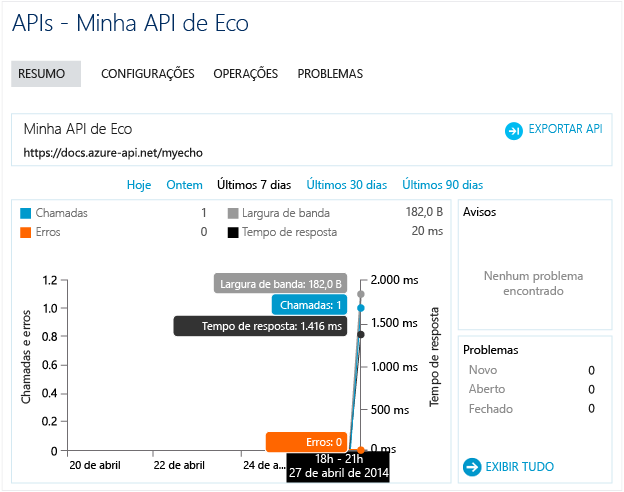 APIs - Minha API de Eco
RESUMO CONFIGURAÇÕES OPERAÇÕES PROBLEMAS
Minha API de Eco
EXPORTAR API
https://docs.azure-api.net/myecho
Hoje Ontem Últimos 7 dias Últimos 30 dias Últimos 90 dias
Chamadas 1 Largura de banda 182,0 B
Erros 0 Tempo de resposta 20 ms
Avisos
Nenhum problema
encontrado
Problemas
Novo 0
Aberto 0
Fechado 0
EXIBIR TUDO
Chamadas e erros
1.2
1.0
0.8
0.6
0.4
0.2
0
Largura de banda: 182,0 B
Chamadas: 1
Tempo de resposta: 1.416 ms
Erros: 0
2.000 ms
1.500 ms
1.000 ms
500 ms
0 ms
Tempo de resposta
20 de abril 22 de abril 24 de a...
18h - 21h
27 de abril de 2014